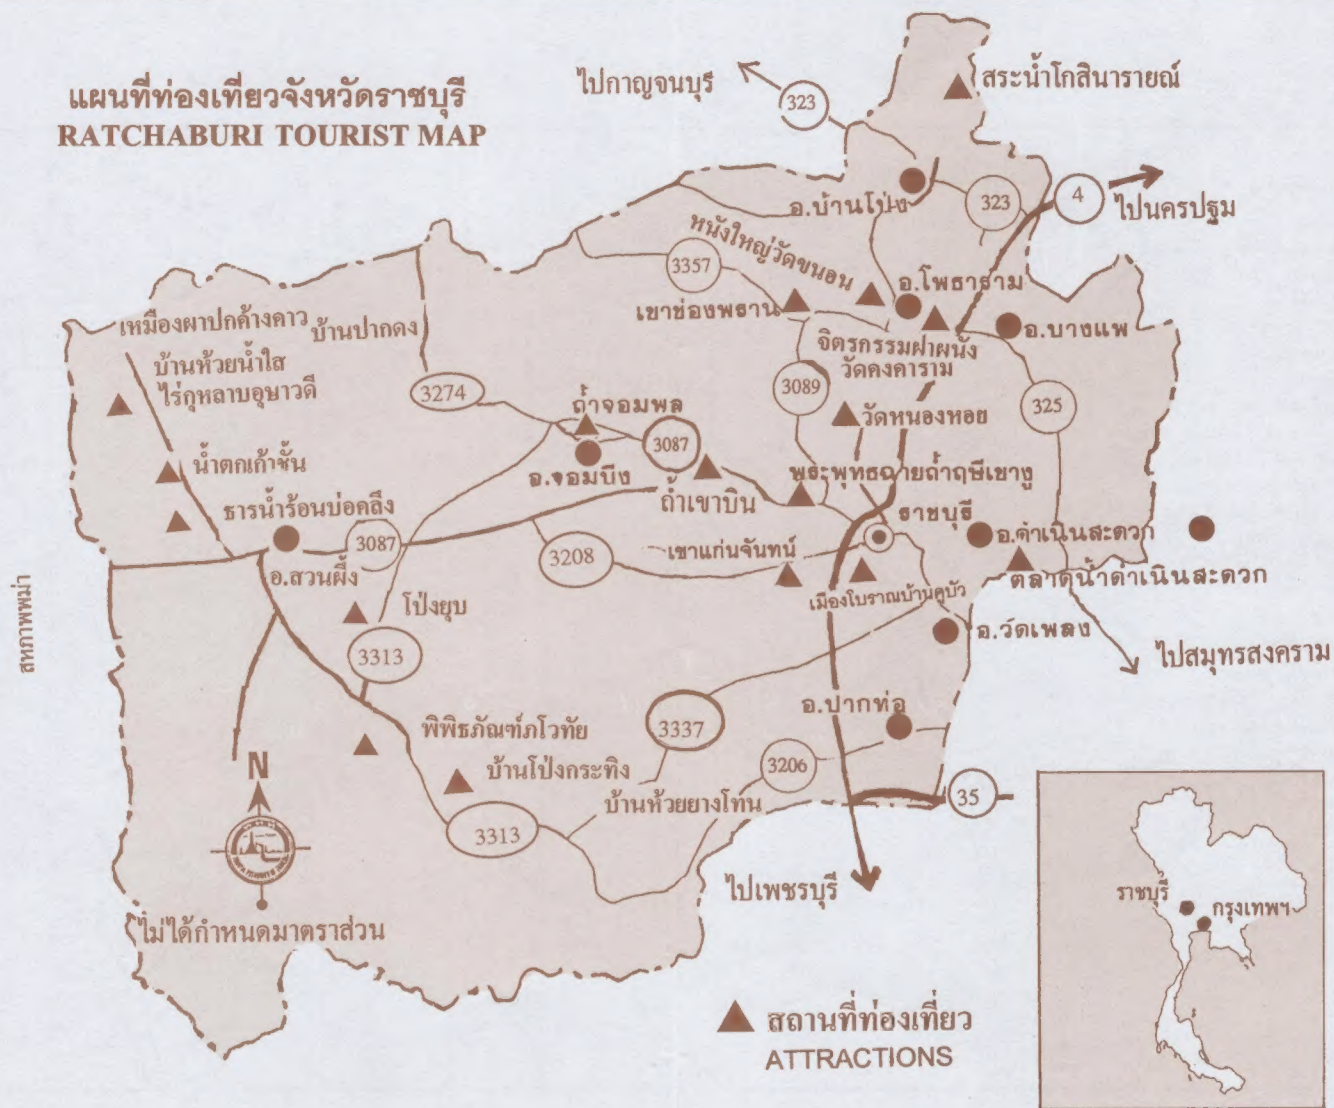 แผนที่ท่องเที่ยวจังหวัดราชบุรี
RATCHABURI TOURIST MAP
ไปกาญจนบุรี
323
สระน้ำโกสินารายณ์
อ.บ้านโป่ง
323
4
ไปนครปฐม
หนังใหญ่วัดขนอน
3357
อ.โพธาราม
เขาช่องพราน
อ.บางแพ
เหมืองผาปกค้างคาว
บ้านปากดง
จิตรกรรมฝาผนัง
วัดคงคาราม
บ้านห้วยน้ำใส
ไร่กุหลาบอุษาวดี
3274
ถ้ำจอมพล
3089
วัดหนองหอย
325
3087
น้ำตกเก้าชั้น
อ.จอมบึง
ถ้ำเขาบิน
พระพุทธฉายถ้ำฤษีเขางู
ธารน้ำร้อนบ่อคลึง
ราชบุรี
3087
3208
เขาแก่นจันทน์
อ.ดำเนินสะดวก
ตลาดน้ำดำเนินสะดวก
อ.สวนผึ้ง
เมืองโบราณบ้านคูบัว
โป่งยุบ
สหภาพพม่า
อ.วัดเพลง
3313
ไปสมุทรสงคราม
อ.ปากท่อ
พิพิธภัณฑ์ภโวทัย
3337
บ้านโป่งกระทิง
3206
N
บ้านห้วยยางโทน
35
3313
ไปเพชรบุรี
ไม่ได้กำหนดมาตราส่วน
ราชบุรี
กรุงเทพฯ
สถานที่ท่องเที่ยว
ATTRACTIONS